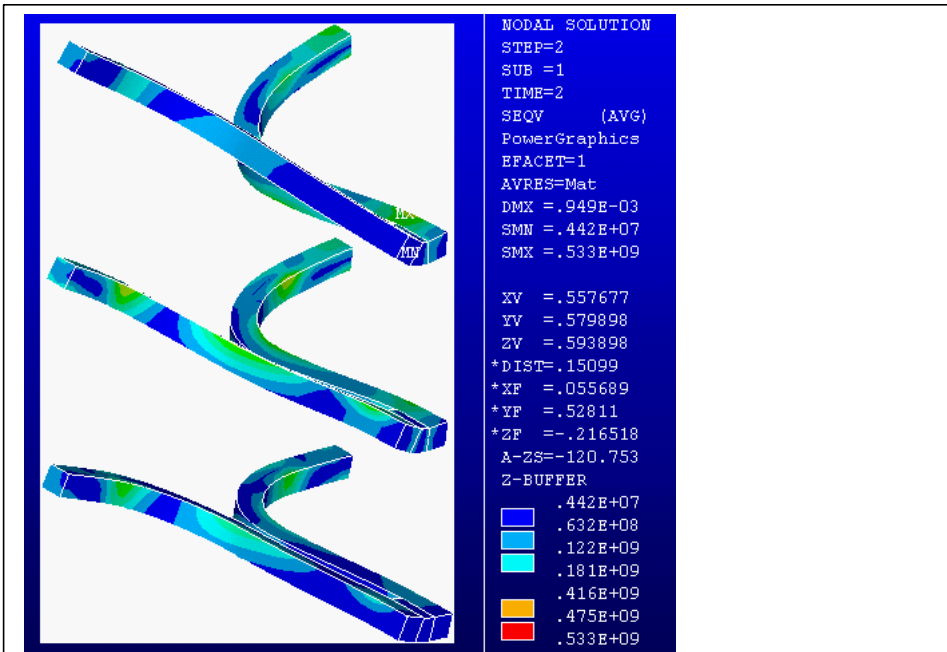 NODAL SOLUTION
STEP=2
SUB =1
TIME=2
SEQV (AVG)
PowerGraphics
EFACET=1
AVRES=Mat
DMX =.949E-03
SMN =.442E+07
SMX =.533E+09
XV =.557677
YV =.579898
ZV =.593898
*DIST=.15099
*XF =.055689
*YF =.52811
*ZF =-.216518
A-ZS=-120.753
Z-BUFFER
.442E+07
.632E+08
.122E+09
.181E+09
.416E+09
.475E+09
.533E+09
MX
MN